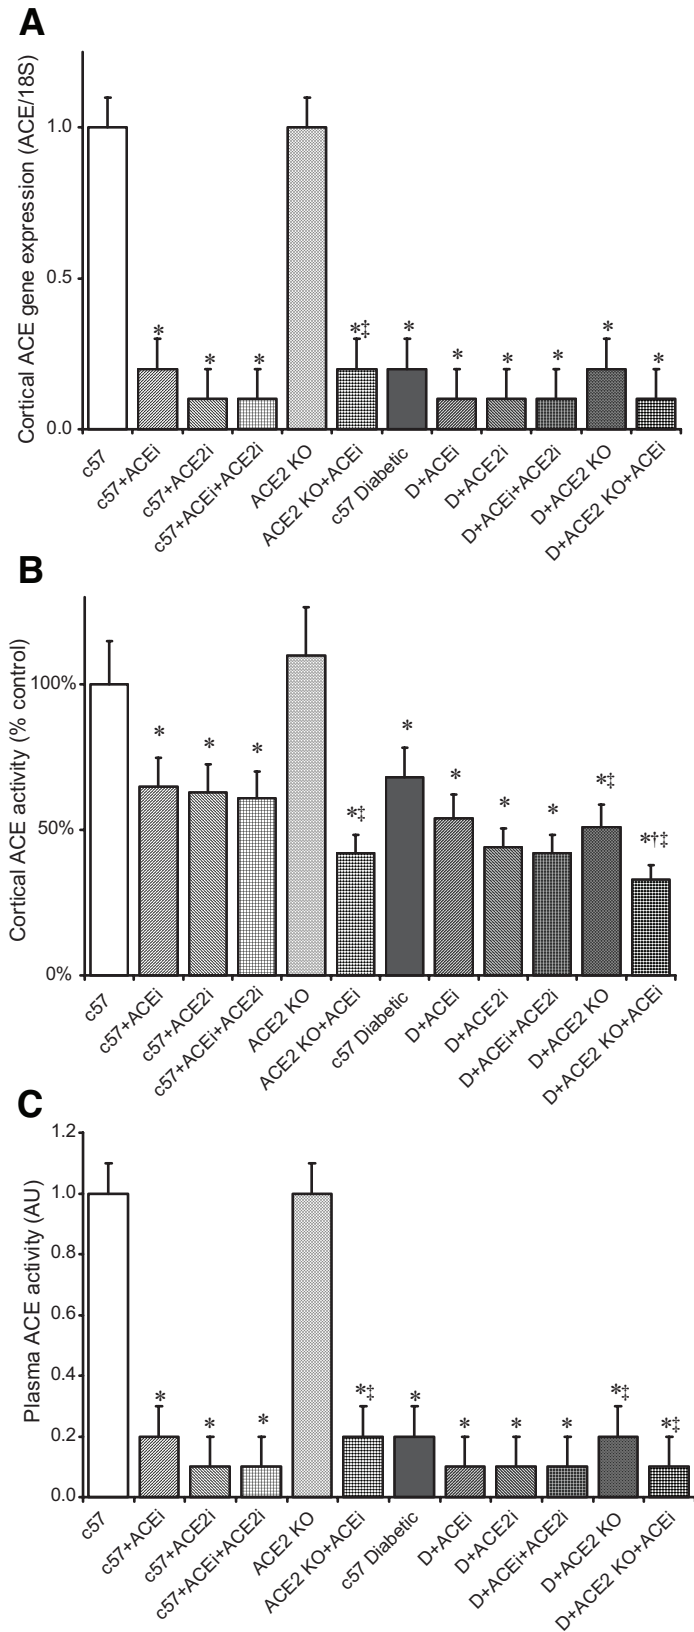 A
Cortical ACE gene expression (ACE/18S)
1.0
0.5
0.0
* * * *‡ * * * * * *
c57
c57+ACEi
c57+ACE2i
c57+ACEi+ACE2i
ACE2 KO
ACE2 KO+ACEi
c57 Diabetic
D+ACEi
D+ACE2i
D+ACEi+ACE2i
D+ACE2 KO
D+ACE2 KO+ACEi
B
Cortical ACE activity (% control)
100%
50%
0%
* * * *‡ * * * * *‡ *†‡
c57
c57+ACEi
c57+ACE2i
c57+ACEi+ACE2i
ACE2 KO
ACE2 KO+ACEi
c57 Diabetic
D+ACEi
D+ACE2i
D+ACEi+ACE2i
D+ACE2 KO
D+ACE2 KO+ACEi
C
Plasma ACE activity (AU)
1.2
1.0
0.8
0.6
0.4
0.2
0.0
* * * *‡ * * * * *‡ *‡
c57
c57+ACEi
c57+ACE2i
c57+ACEi+ACE2i
ACE2 KO
ACE2 KO+ACEi
c57 Diabetic
D+ACEi
D+ACE2i
D+ACEi+ACE2i
D+ACE2 KO
D+ACE2 KO+ACEi